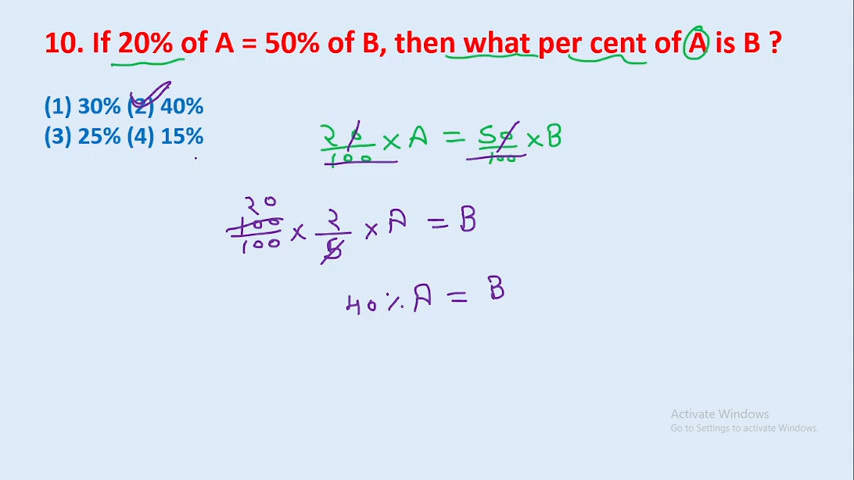 10. If 20% of A = 50% of B, then what per cent of A is B ?
(1) 30% (2) 40%
(3) 25% (4) 15%
20/100 × A = 50/100 × B
20
100/100 × 2/5 × A = B
40% A = B
Activate Windows
Go to Settings to activate Windows.